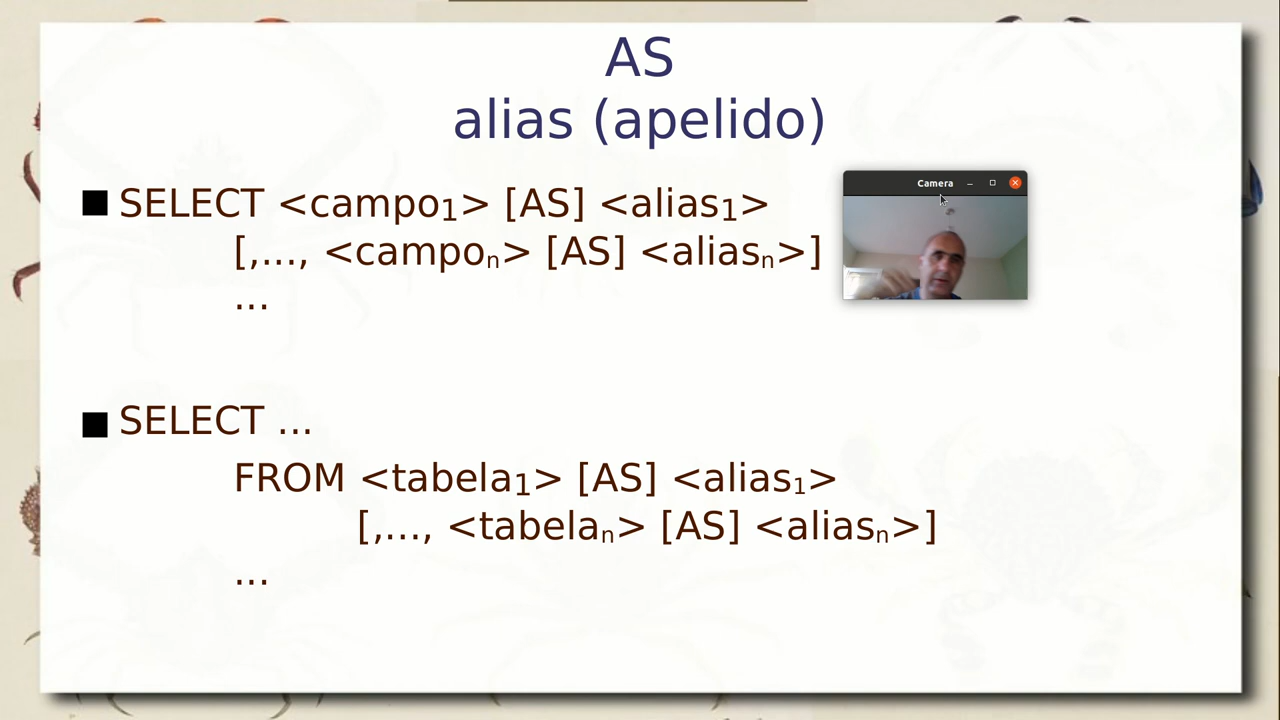 AS
alias (apelido)
■ SELECT <campo₁> [AS] <alias₁>
[,..., <campoₙ> [AS] <aliasₙ>]
...
Camera
■ SELECT ...
FROM <tabela₁> [AS] <alias₁>
[,..., <tabelaₙ> [AS] <aliasₙ>]
...